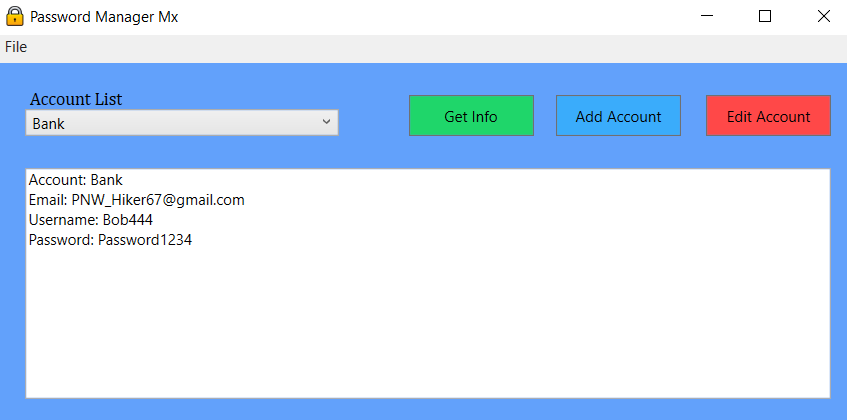 Password Manager Mx
File
Account List
Bank
Get Info
Add Account
Edit Account
Account: Bank
Email: PNW_Hiker67@gmail.com
Username: Bob444
Password: Password1234